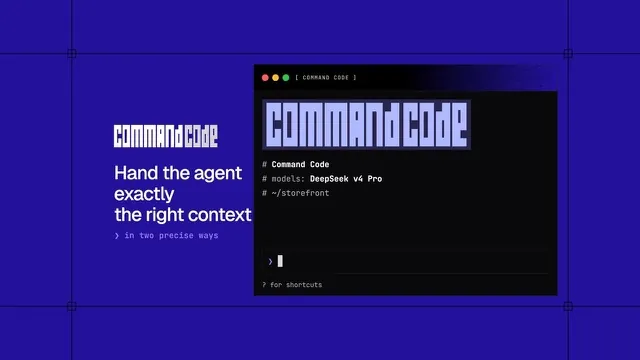 command code
Hand the agent
exactly
the right context
❯ in two precise ways
[ COMMAND CODE ]
command code
# Command Code
# models: DeepSeek v4 Pro
# ~/storefront
❯
? for shortcuts